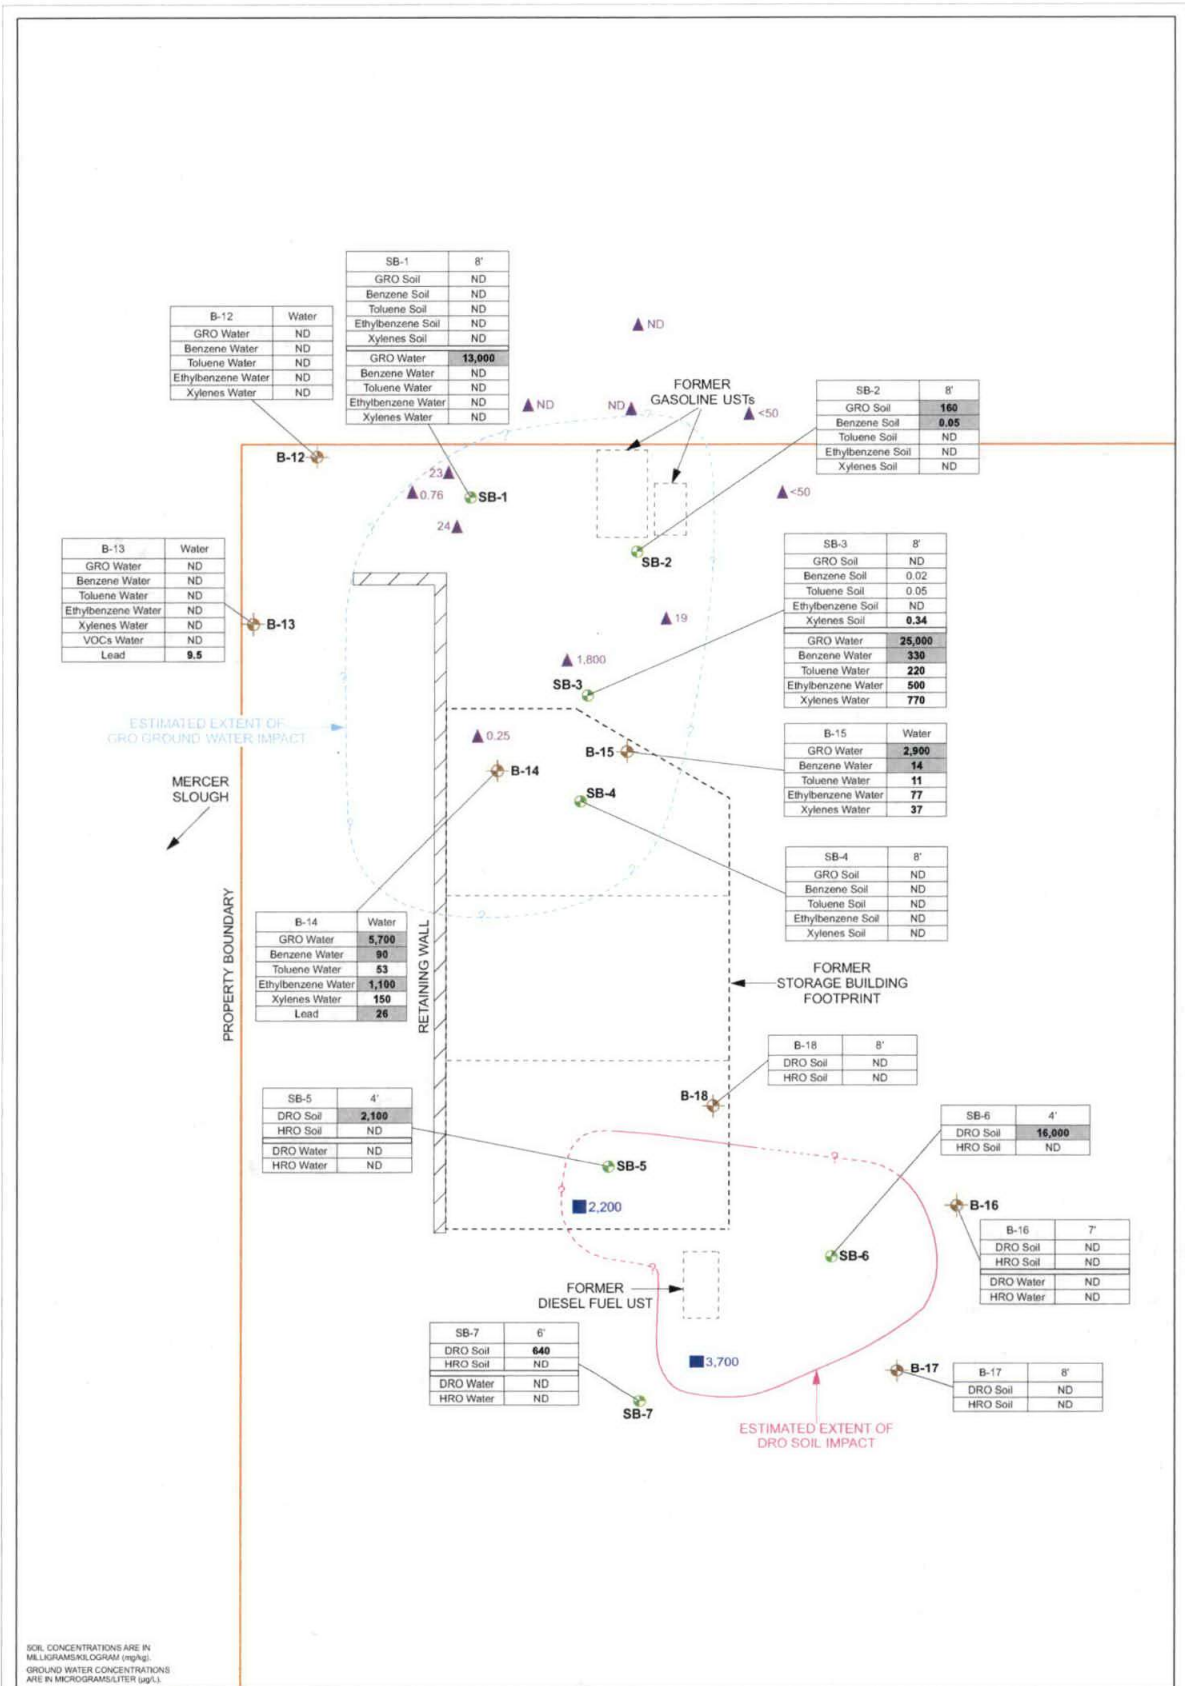 SB-1 8'
GRO Soil ND
Benzene Soil ND
Toluene Soil ND
Ethylbenzene Soil ND
Xylenes Soil ND
GRO Water 13,000
Benzene Water ND
Toluene Water ND
Ethylbenzene Water ND
Xylenes Water ND
B-12 Water
GRO Water ND
Benzene Water ND
Toluene Water ND
Ethylbenzene Water ND
Xylenes Water ND
ND
ND
ND
<50
FORMER
GASOLINE USTs
SB-2 8'
GRO Soil 160
Benzene Soil 0.05
Toluene Soil ND
Ethylbenzene Soil ND
Xylenes Soil ND
B-12
23
0.76
SB-1
24
<50
SB-2
B-13 Water
GRO Water ND
Benzene Water ND
Toluene Water ND
Ethylbenzene Water ND
Xylenes Water ND
VOCs Water ND
Lead 9.5
B-13
SB-3 8'
GRO Soil ND
Benzene Soil 0.02
Toluene Soil 0.05
Ethylbenzene Soil ND
Xylenes Soil 0.34
GRO Water 25,000
Benzene Water 330
Toluene Water 220
Ethylbenzene Water 500
Xylenes Water 770
19
1,800
SB-3
ESTIMATED EXTENT OF
GRO GROUND WATER IMPACT
0.25
B-14
B-15
SB-4
B-15 Water
GRO Water 2,900
Benzene Water 14
Toluene Water 11
Ethylbenzene Water 77
Xylenes Water 37
MERCER
SLOUGH
SB-4 8'
GRO Soil ND
Benzene Soil ND
Toluene Soil ND
Ethylbenzene Soil ND
Xylenes Soil ND
PROPERTY BOUNDARY
B-14 Water
GRO Water 5,700
Benzene Water 90
Toluene Water 53
Ethylbenzene Water 1,100
Xylenes Water 150
Lead 26
RETAINING WALL
FORMER
STORAGE BUILDING
FOOTPRINT
B-18 8'
DRO Soil ND
HRO Soil ND
B-18
SB-5 4'
DRO Soil 2,100
HRO Soil ND
DRO Water ND
HRO Water ND
SB-6 4'
DRO Soil 16,000
HRO Soil ND
SB-5
2,200
B-16
B-16 7'
DRO Soil ND
HRO Soil ND
DRO Water ND
HRO Water ND
SB-6
FORMER
DIESEL FUEL UST
SB-7 6'
DRO Soil 640
HRO Soil ND
DRO Water ND
HRO Water ND
3,700
B-17
B-17 8'
DRO Soil ND
HRO Soil ND
SB-7
ESTIMATED EXTENT OF
DRO SOIL IMPACT
SOIL CONCENTRATIONS ARE IN
MILLIGRAMS/KILOGRAM (mg/kg).
GROUND WATER CONCENTRATIONS
ARE IN MICROGRAMS/LITER (µg/L).